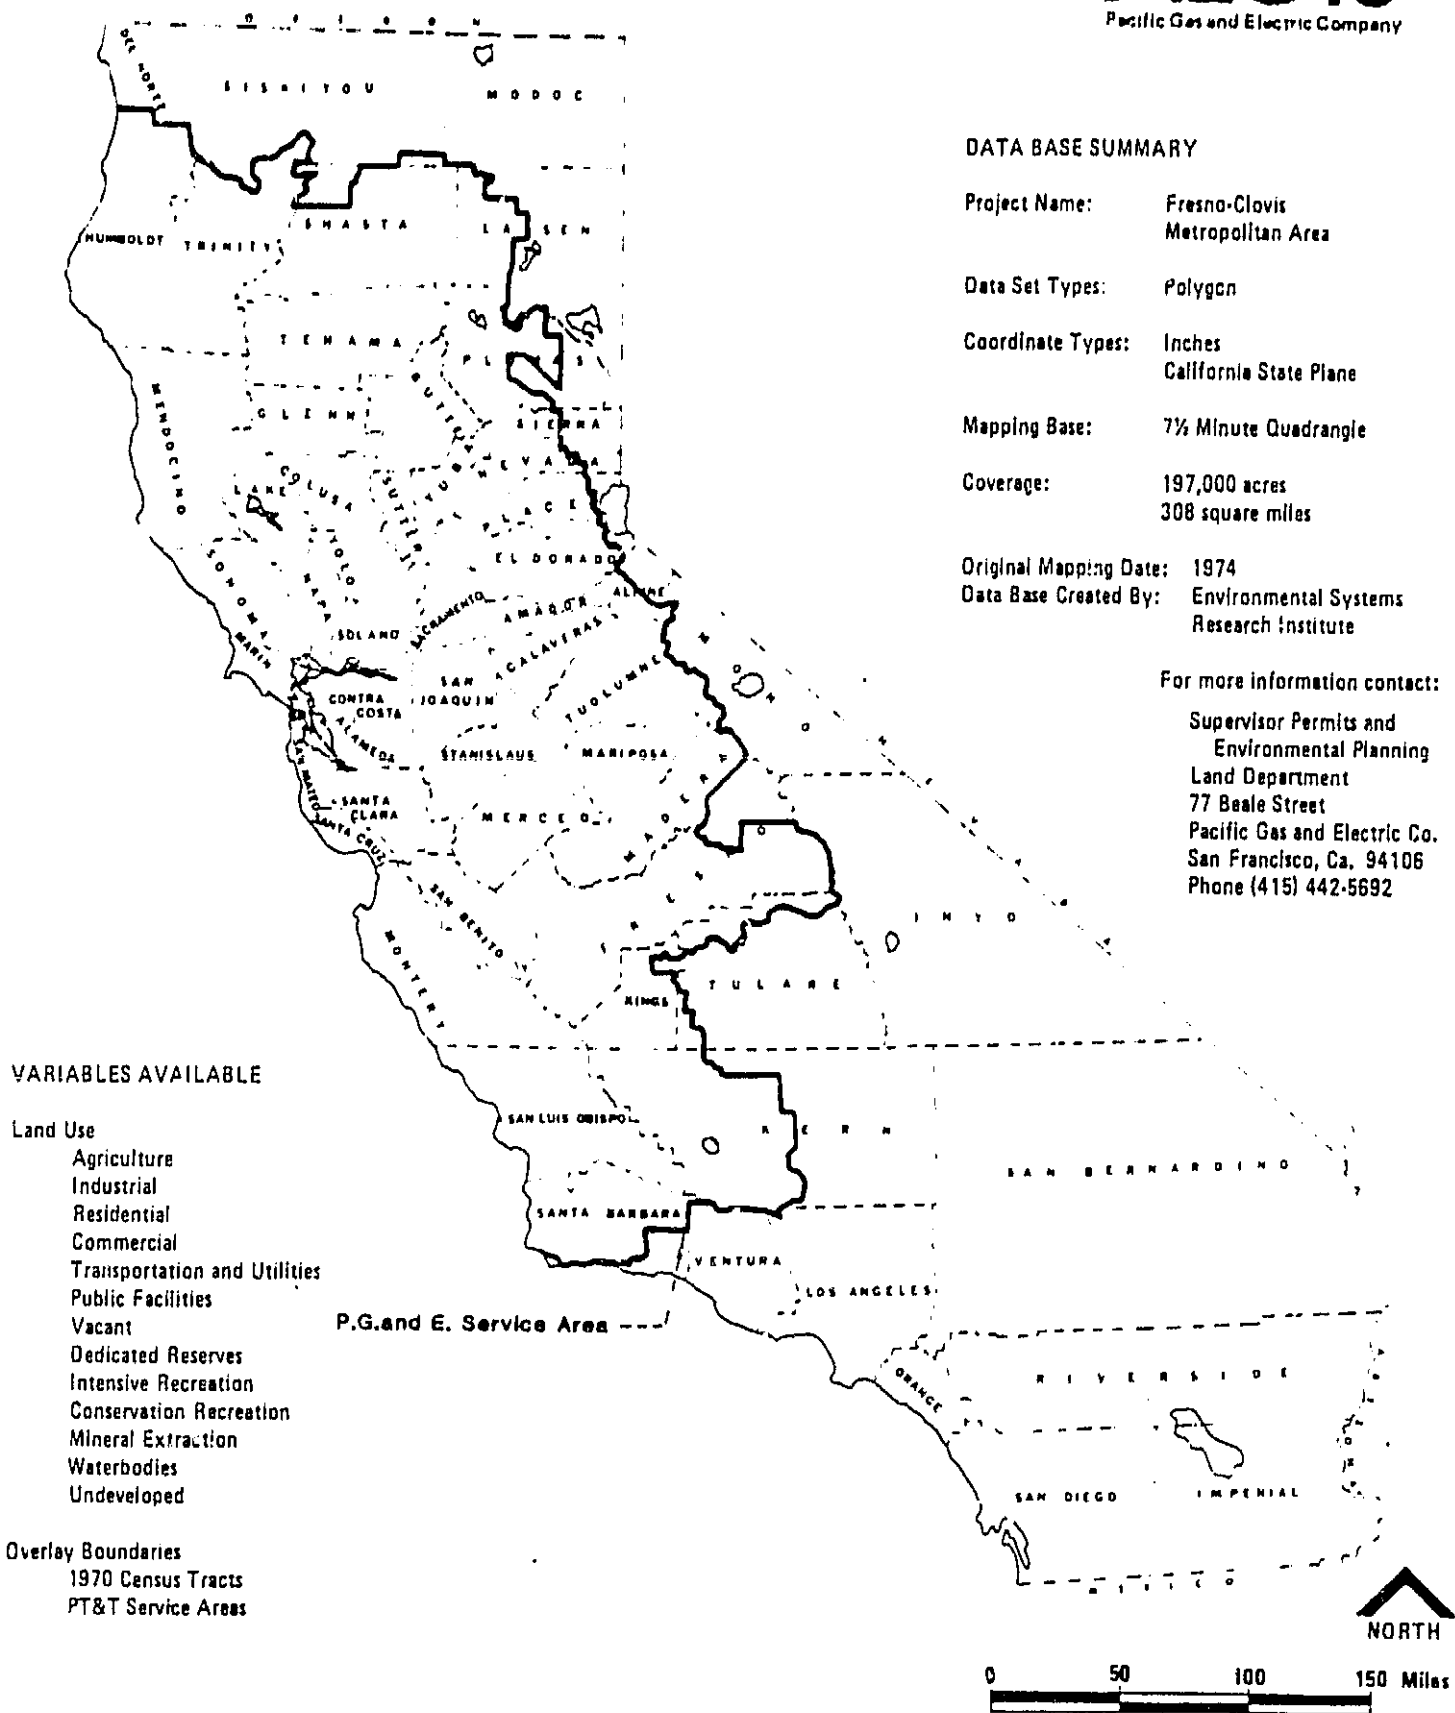 Pacific Gas and Electric Company
DATA BASE SUMMARY
Project Name: Fresno-Clovis
Metropolitan Area
Data Set Types: Polygon
Coordinate Types: Inches
California State Plane
Mapping Base: 7½ Minute Quadrangle
Coverage: 197,000 acres
308 square miles
Original Mapping Date: 1974
Data Base Created By: Environmental Systems
Research Institute
For more information contact:
Supervisor Permits and
Environmental Planning
Land Department
77 Beale Street
Pacific Gas and Electric Co.
San Francisco, Ca. 94106
Phone (415) 442-5692
OREGON
DEL NORTE
SISKIYOU
MODOC
HUMBOLDT
TRINITY
SHASTA
LASSEN
TEHAMA
PLUMAS
MENDOCINO
GLENN
BUTTE
SIERRA
NEVADA
LAKE
COLUSA
SUTTER
YUBA
PLACE
SONOMA
NAPA
YOLO
EL DORADO
ALPINE
MARIN
SOLANO
SACRAMENTO
AMADOR
CALAVERAS
CONTRA
COSTA
SAN
JOAQUIN
TUOLUMNE
MONO
ALAMEDA
STANISLAUS
MARIPOSA
SAN MATEO
SANTA
CLARA
SANTA CRUZ
MERCED
MADERA
SAN BENITO
FRESNO
INYO
MONTERY
KINGS
TULARE
SAN LUIS OBISPO
KERN
SAN BERNARDINO
SANTA BARBARA
VENTURA
LOS ANGELES
P.G.and E. Service Area
ORANGE
RIVERSIDE
SAN DIEGO
IMPERIAL
MEXICO
VARIABLES AVAILABLE
Land Use
Agriculture
Industrial
Residential
Commercial
Transportation and Utilities
Public Facilities
Vacant
Dedicated Reserves
Intensive Recreation
Conservation Recreation
Mineral Extraction
Waterbodies
Undeveloped
Overlay Boundaries
1970 Census Tracts
PT&T Service Areas
NORTH
0 50 100 150 Miles